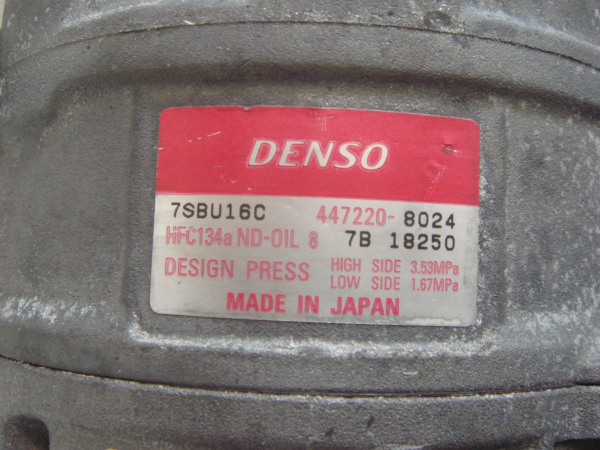 DENSO
7SBU16C 447220-8024
HFC134a ND-OIL 8 7B 18250
DESIGN PRESS HIGH SIDE 3.53MPa
LOW SIDE 1.67MPa
MADE IN JAPAN